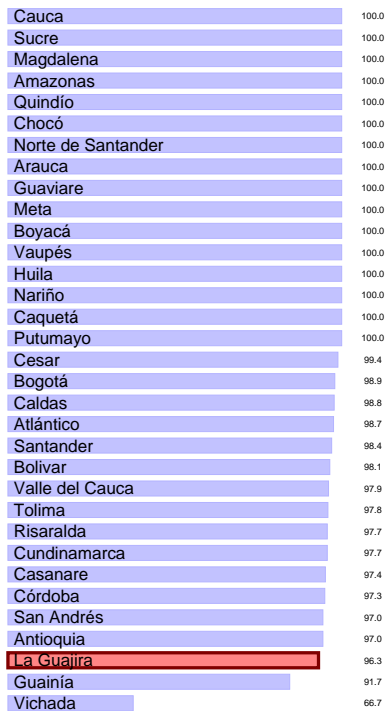 Cauca 100.0
Sucre 100.0
Magdalena 100.0
Amazonas 100.0
Quindío 100.0
Chocó 100.0
Norte de Santander 100.0
Arauca 100.0
Guaviare 100.0
Meta 100.0
Boyacá 100.0
Vaupés 100.0
Huila 100.0
Nariño 100.0
Caquetá 100.0
Putumayo 100.0
Cesar 99.4
Bogotá 98.9
Caldas 98.8
Atlántico 98.7
Santander 98.4
Bolivar 98.1
Valle del Cauca 97.9
Tolima 97.8
Risaralda 97.7
Cundinamarca 97.7
Casanare 97.4
Córdoba 97.3
San Andrés 97.0
Antioquia 97.0
La Guajira 96.3
Guainía 91.7
Vichada 66.7